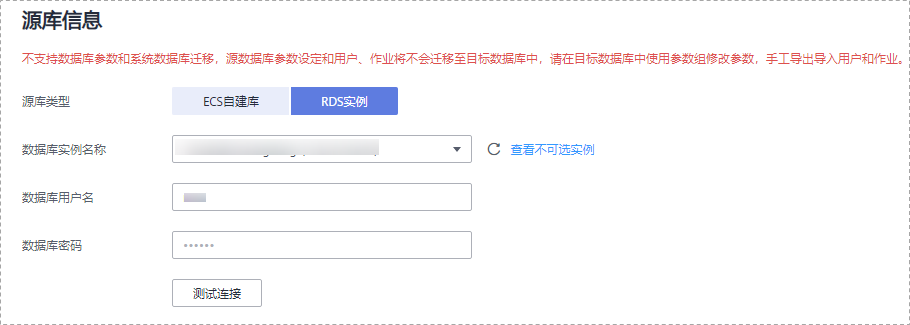 源库信息
不支持数据库参数和系统数据库迁移，源数据库参数设定和用户、作业将不会迁移至目标数据库中，请在目标数据库中使用参数组修改参数，手工导出导入用户和作业。
源库类型 ECS自建库 RDS实例
数据库实例名称 查看不可选实例
数据库用户名
数据库密码 ••••••
测试连接